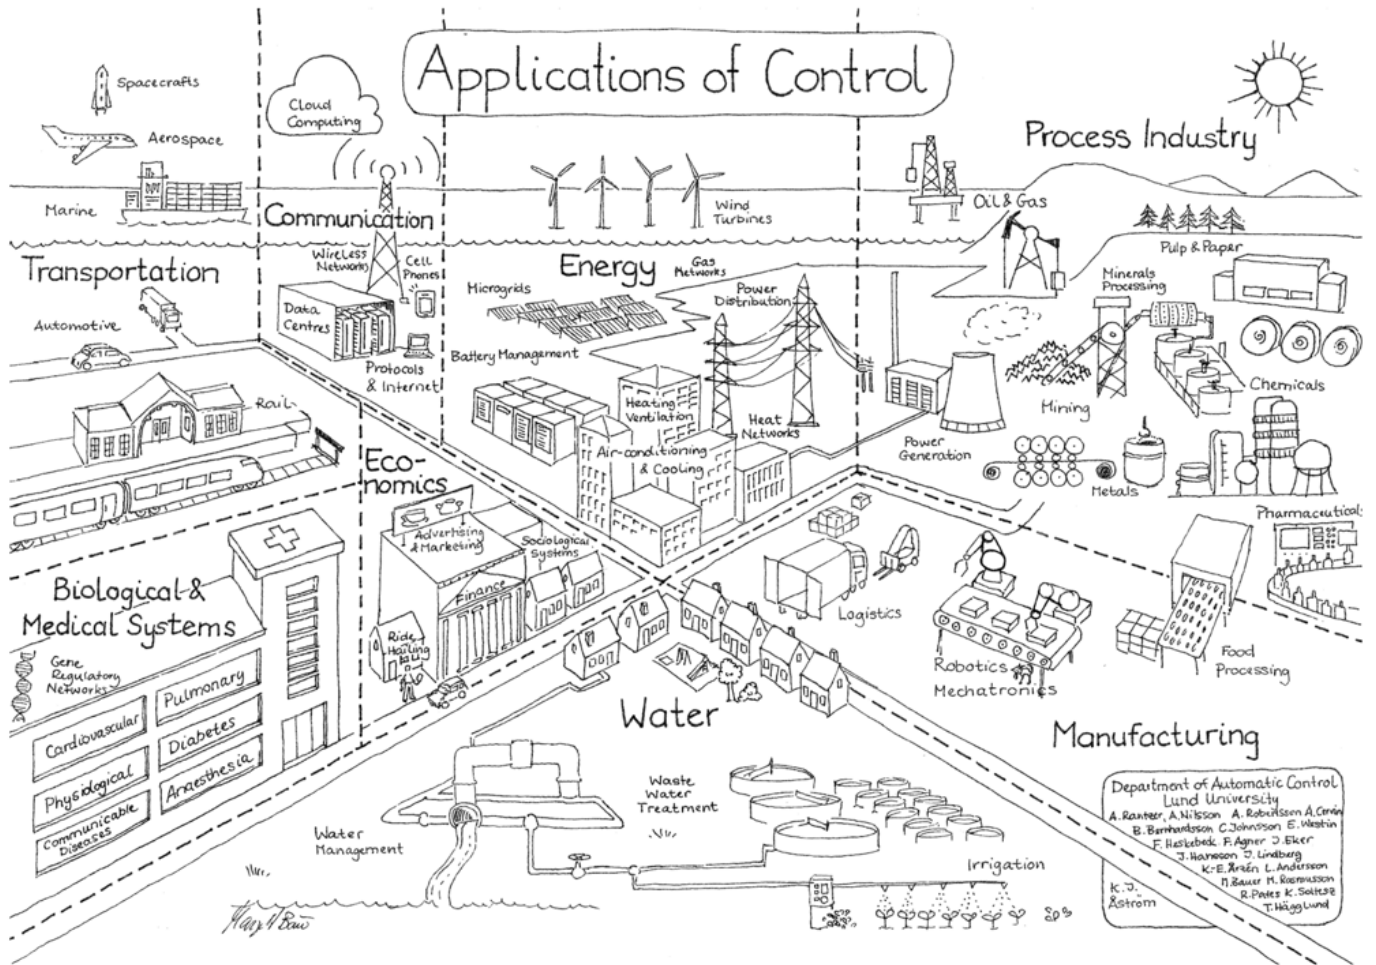 Applications of Control
Spacecrafts
Aerospace
Marine
Transportation
Automotive
Rail
Cloud
Computing
Communication
Wireless
Networks
Cell
Phones
Data
Centres
Protocols
& Internet
Wind
Turbines
Energy
Gas
Networks
Microgrids
Power
Distribution
Battery Management
Heating
Ventilation
Heat
Networks
Air-conditioning
& Cooling
Process Industry
Oil & Gas
Pulp & Paper
Minerals
Processing
Mining
Chemicals
Power
Generation
Metals
Pharmaceutical
Eco-
nomics
Advertising
& Marketing
Sociological
Systems
Finance
Ride
Hailing
Biological &
Medical Systems
Gene
Regulatory
Networks
Cardiovascular
Pulmonary
Physiological
Diabetes
Communicable
Diseases
Anaesthesia
Logistics
Robotics
Mechatronics
Food
Processing
Manufacturing
Water
Waste
Water
Treatment
Water
Management
Irrigation
Department of Automatic Control
Lund University
A. Rantzer, A. Nilsson A. Robertsson A. Cervin
B. Bernhardsson C. Johnsson E. Westin
F. Heskebeck F. Agner J. Eker
J. Hansson J. Lindberg
K-E. Årzén L. Andersson
M. Bauer M. Rasmusson
R. Pates K. Soltesz
T. Hägglund
K. J.
Åström